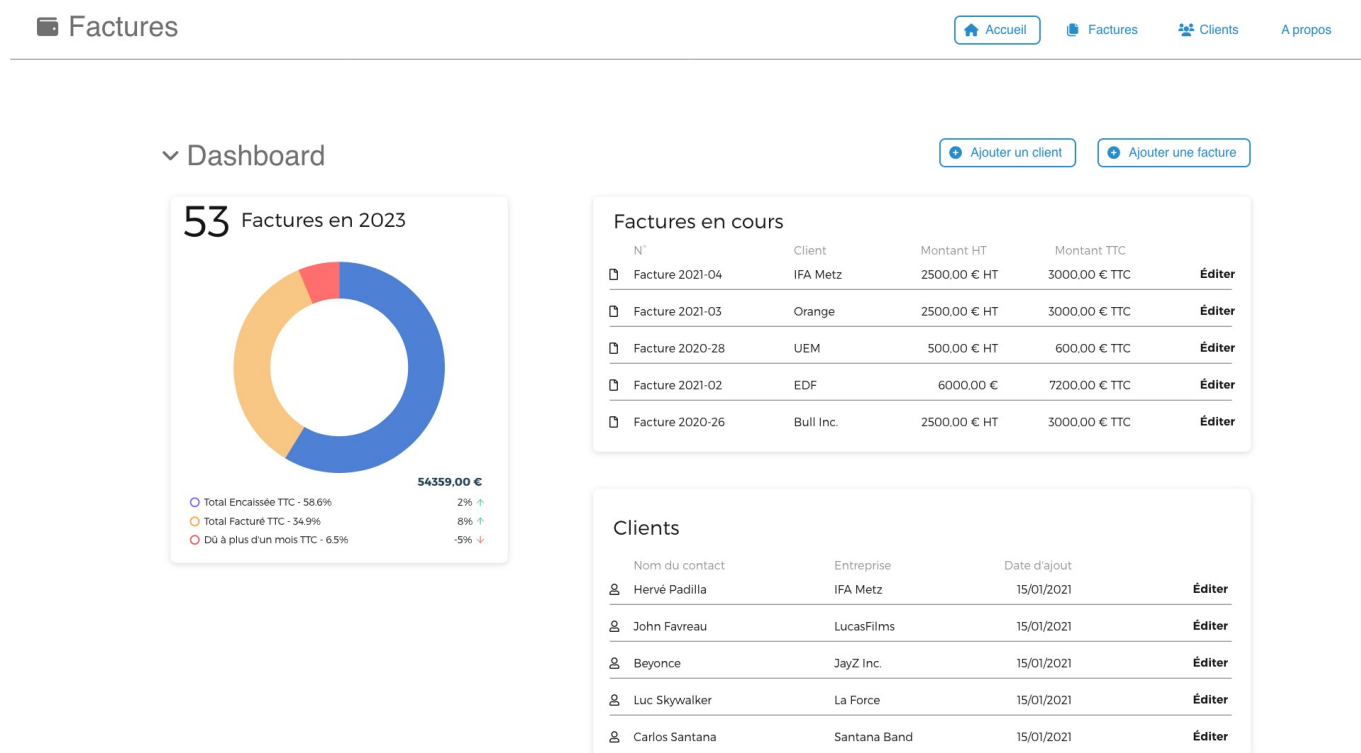 Factures
Accueil Factures Clients A propos
Dashboard
Ajouter un client Ajouter une facture
53 Factures en 2023
54359,00 €
Total Encaissée TTC - 58.6% 2% ↑
Total Facturé TTC - 34.9% 8% ↑
Dû à plus d'un mois TTC - 6.5% -5% ↓
Factures en cours
N° Client Montant HT Montant TTC
Facture 2021-04 IFA Metz 2500,00 € HT 3000,00 € TTC Éditer
Facture 2021-03 Orange 2500,00 € HT 3000,00 € TTC Éditer
Facture 2020-28 UEM 500,00 € HT 600,00 € TTC Éditer
Facture 2021-02 EDF 6000,00 € 7200,00 € TTC Éditer
Facture 2020-26 Bull Inc. 2500,00 € HT 3000,00 € TTC Éditer
Clients
Nom du contact Entreprise Date d'ajout
Hervé Padilla IFA Metz 15/01/2021 Éditer
John Favreau LucasFilms 15/01/2021 Éditer
Beyonce JayZ Inc. 15/01/2021 Éditer
Luc Skywalker La Force 15/01/2021 Éditer
Carlos Santana Santana Band 15/01/2021 Éditer